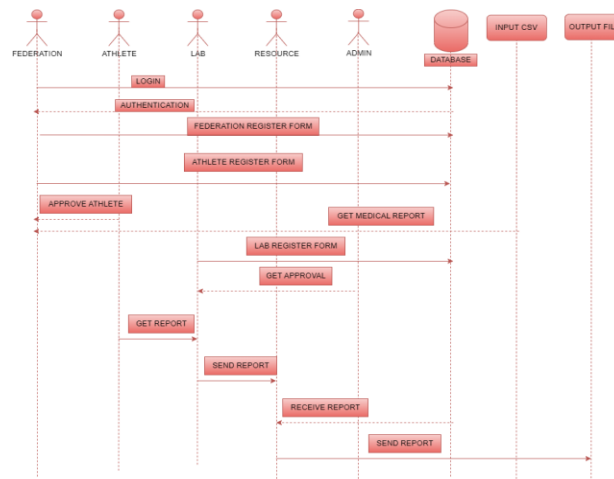 INPUT CSV
OUTPUT FIL
FEDERATION
ATHLETE
LAB
RESOURCE
ADMIN
DATABASE
LOGIN
AUTHENTICATION
FEDERATION REGISTER FORM
ATHLETE REGISTER FORM
APPROVE ATHLETE
GET MEDICAL REPORT
LAB REGISTER FORM
GET APPROVAL
GET REPORT
SEND REPORT
RECEIVE REPORT
SEND REPORT